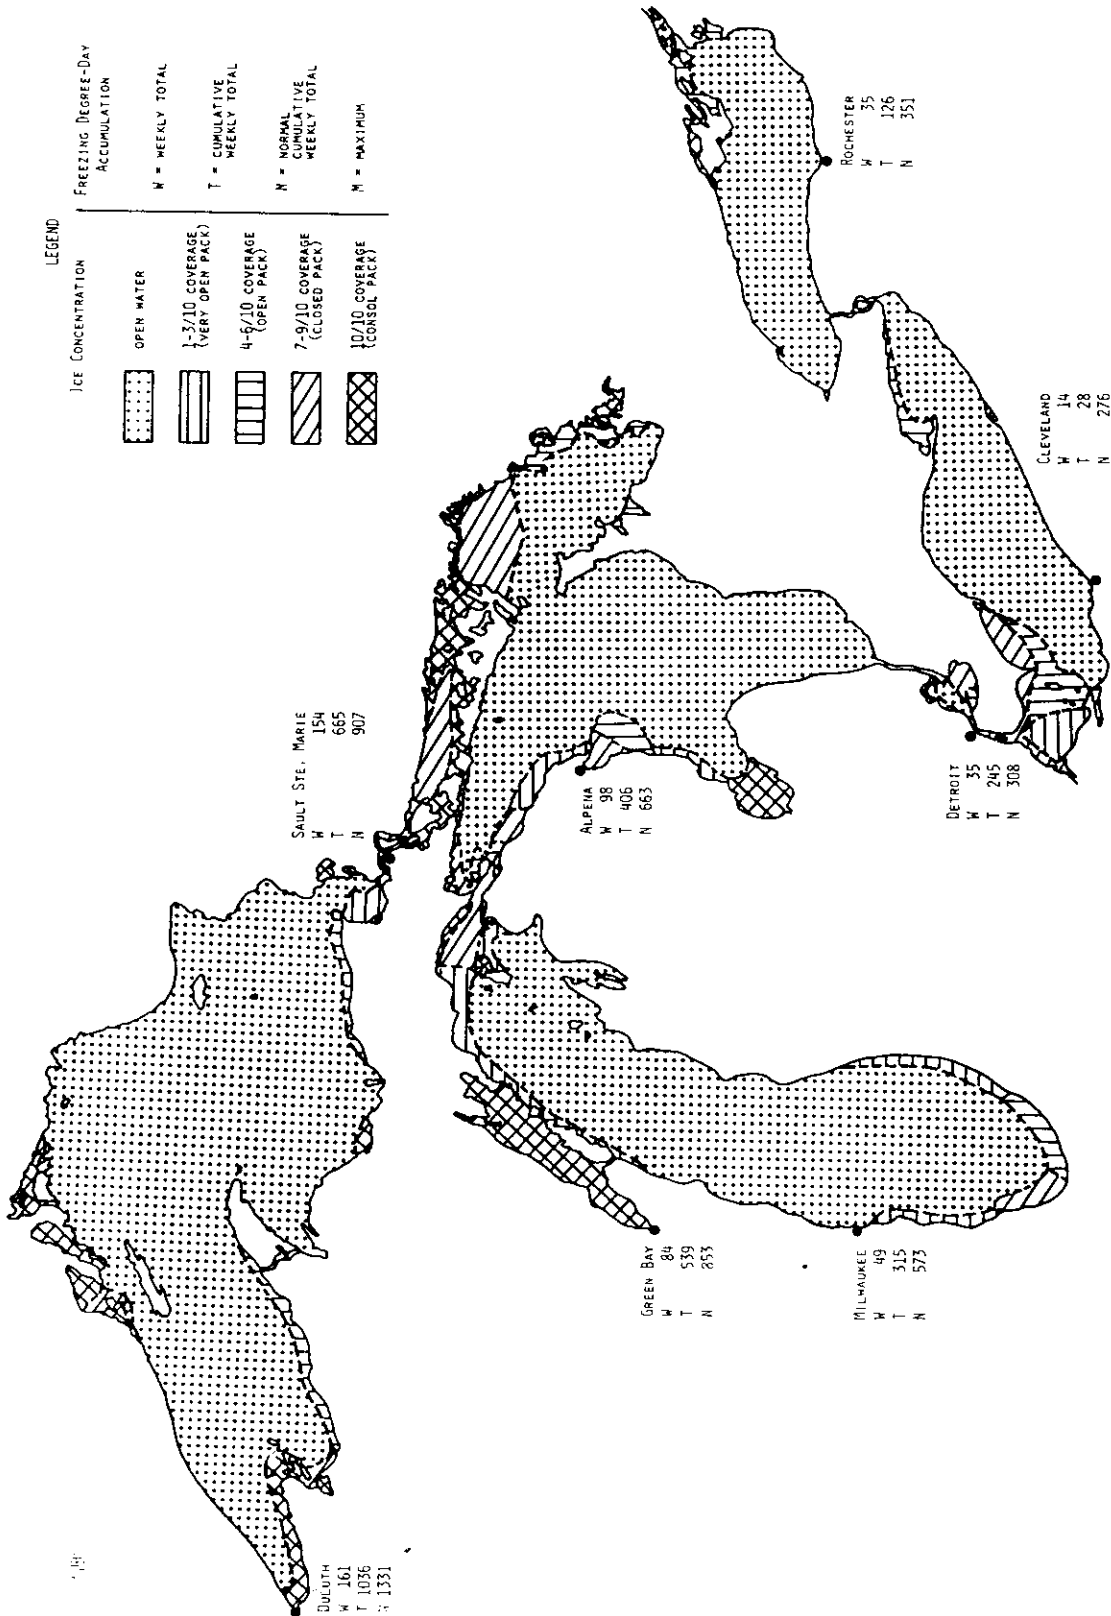 LEGEND
ICE CONCENTRATION
OPEN WATER
1-3/10 COVERAGE
(VERY OPEN PACK)
4-6/10 COVERAGE
(OPEN PACK)
7-9/10 COVERAGE
(CLOSED PACK)
10/10 COVERAGE
(CONSOL PACK)
FREEZING DEGREE-DAY
ACCUMULATION
W = WEEKLY TOTAL
T = CUMULATIVE
WEEKLY TOTAL
N = NORMAL
CUMULATIVE
WEEKLY TOTAL
M = MAXIMUM
DULUTH
W 161
T 1036
N 1331
SAULT STE. MARIE
W 154
T 665
N 907
GREEN BAY
W 84
T 539
N 853
MILWAUKEE
W 49
T 315
N 573
ALPENA
W 98
T 406
N 663
DETROIT
W 35
T 245
N 308
CLEVELAND
W 14
T 28
N 276
ROCHESTER
W 35
T 126
N 351